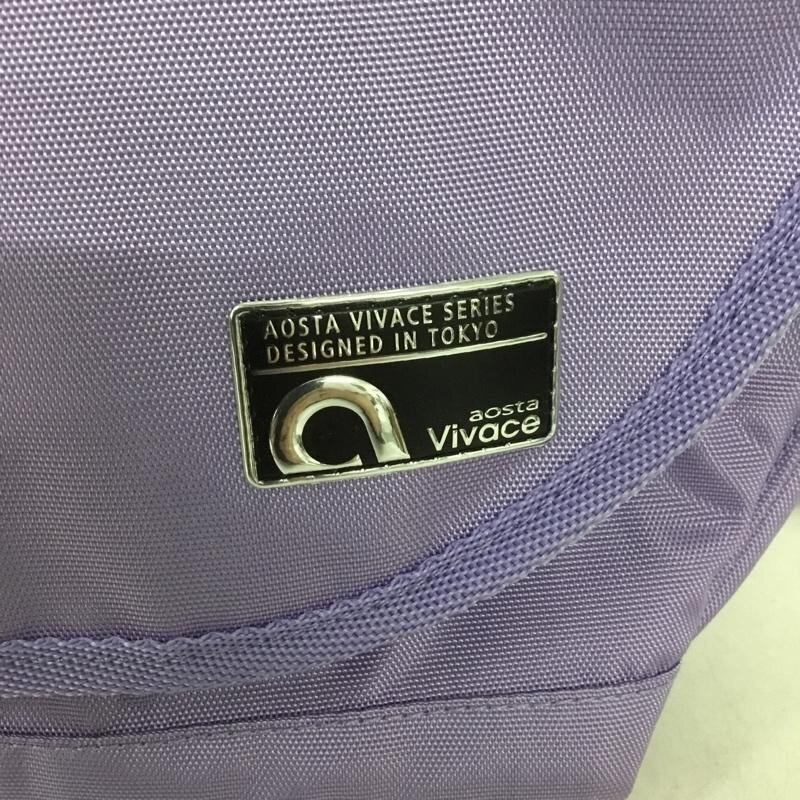 AOSTA VIVACE SERIES
DESIGNED IN TOKYO
aosta
Vivace